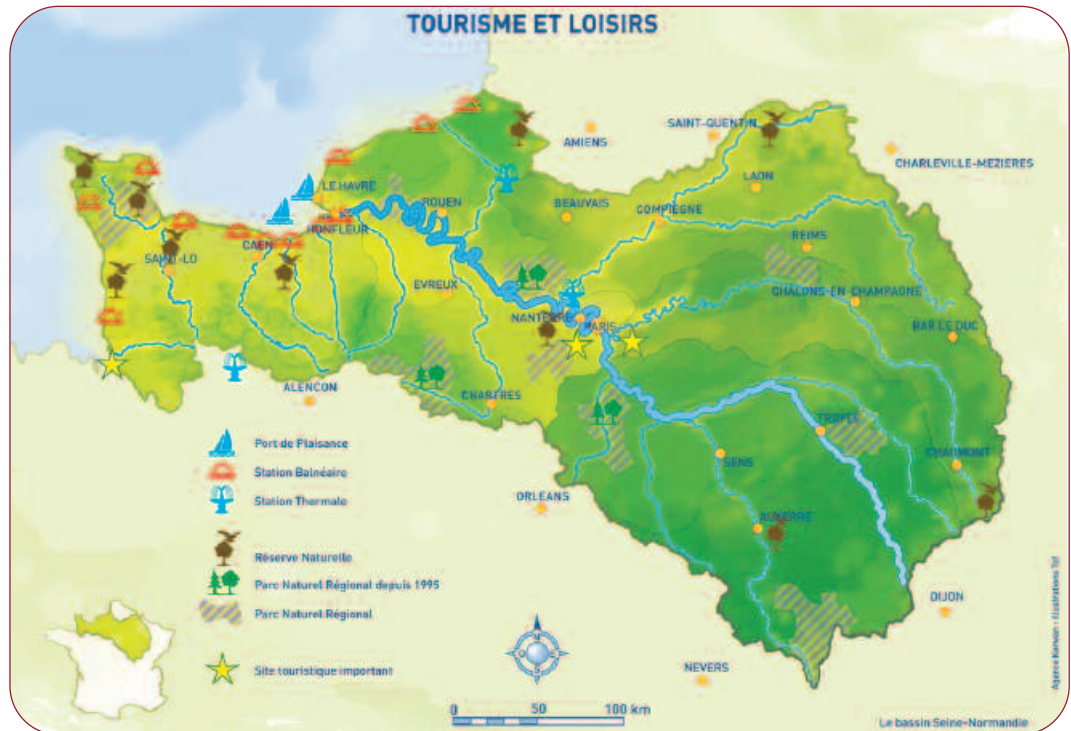 TOURISME ET LOISIRS
AMIENS
SAINT-QUENTIN
CHARLEVILLE-MEZIERES
LAON
LE HAVRE
ROUEN
BEAUVAIS
COMPIEGNE
REIMS
HONFLEUR
CAEN
SAINT-LO
EVREUX
CHALONS-EN-CHAMPAGNE
NANTERRE
PARIS
BAR LE DUC
ALENCON
CHARTRES
TROYES
CHAUMONT
SENS
ORLEANS
AUXERRE
DIJON
NEVERS
Port de Plaisance
Station Balnéaire
Station Thermale
Réserve Naturelle
Parc Naturel Régional depuis 1995
Parc Naturel Régional
Site touristique important
N
O
E
S
0 50 100 km
Le bassin Seine-Normandie